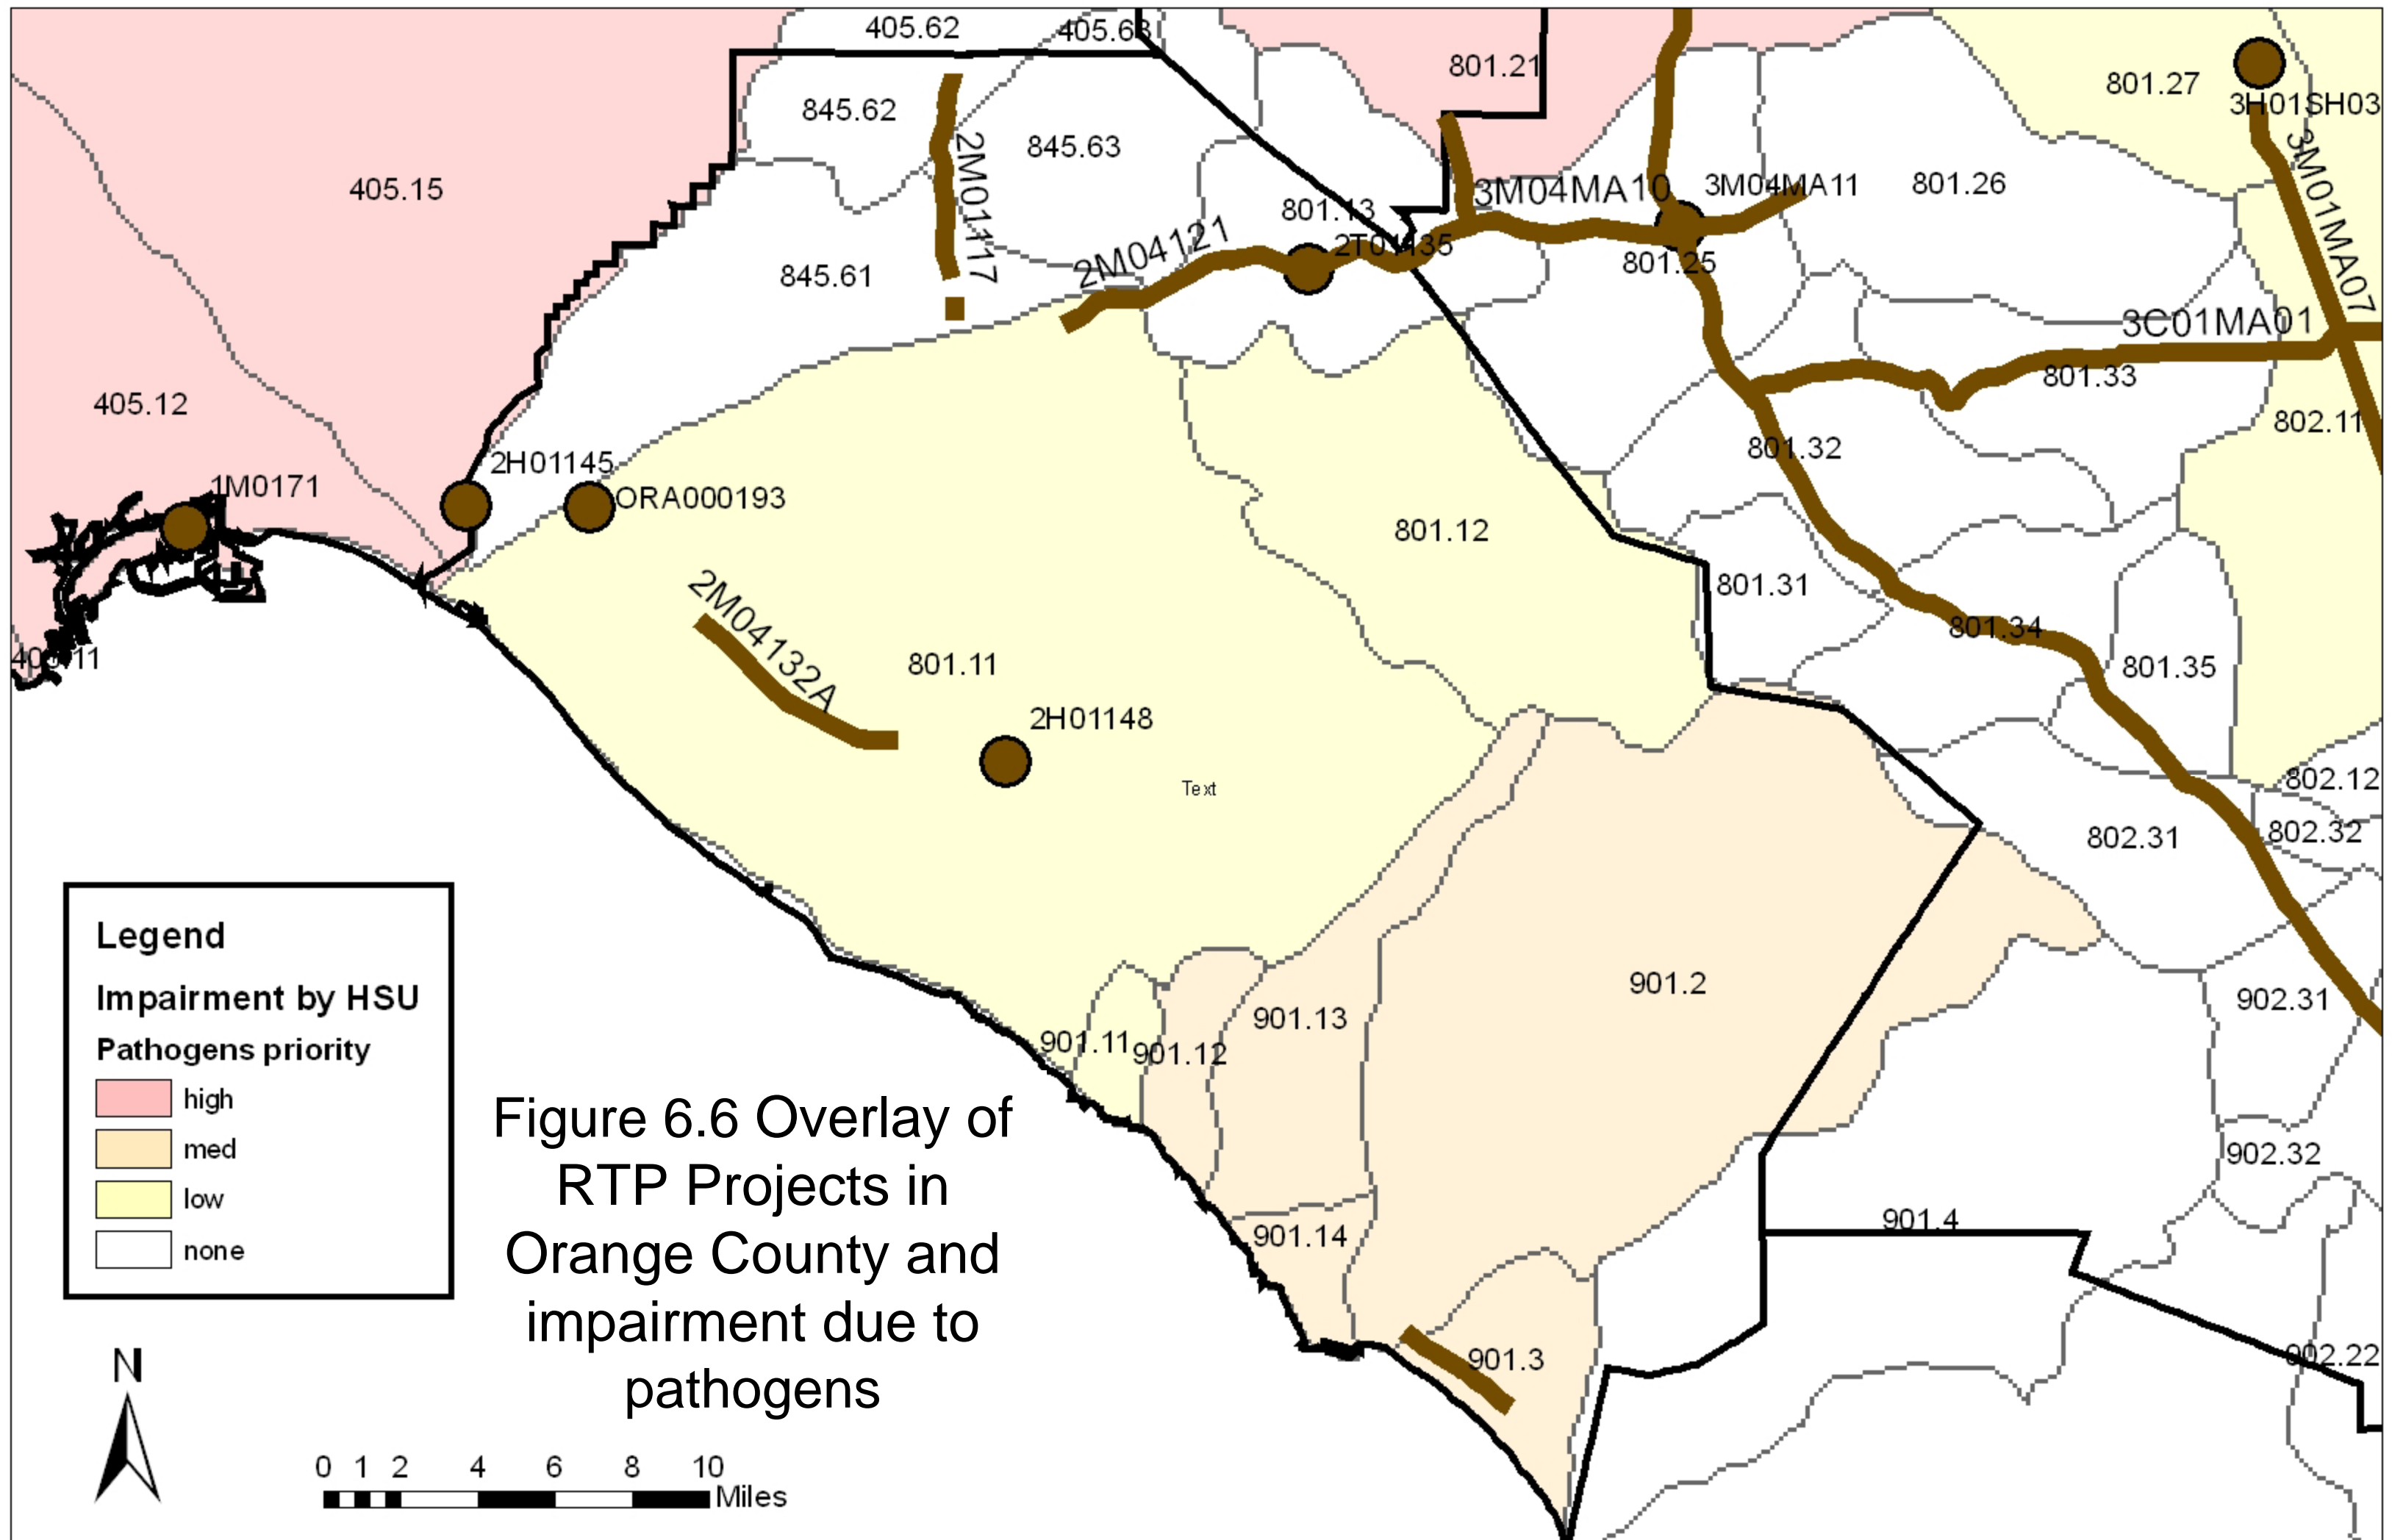 405.62
405.63
801.21
801.27
3H01SH03
845.62
845.63
2M01117
405.15
801.13
3M04MA10
3M04MA11
801.26
3M01MA07
845.61
2M04121
2T01135
801.25
3C01MA01
801.33
405.12
802.11
801.32
2H01145
1M0171
ORA000193
801.12
801.31
2M04132A
801.34
801.11
801.35
2H01148
Text
802.12
802.31
802.32
901.2
902.31
901.13
901.11
901.12
902.32
901.4
901.14
902.22
901.3
Legend
Impairment by HSU
Pathogens priority
high
med
low
none
Figure 6.6 Overlay of
RTP Projects in
Orange County and
impairment due to
pathogens
N
0 1 2 4 6 8 10
Miles